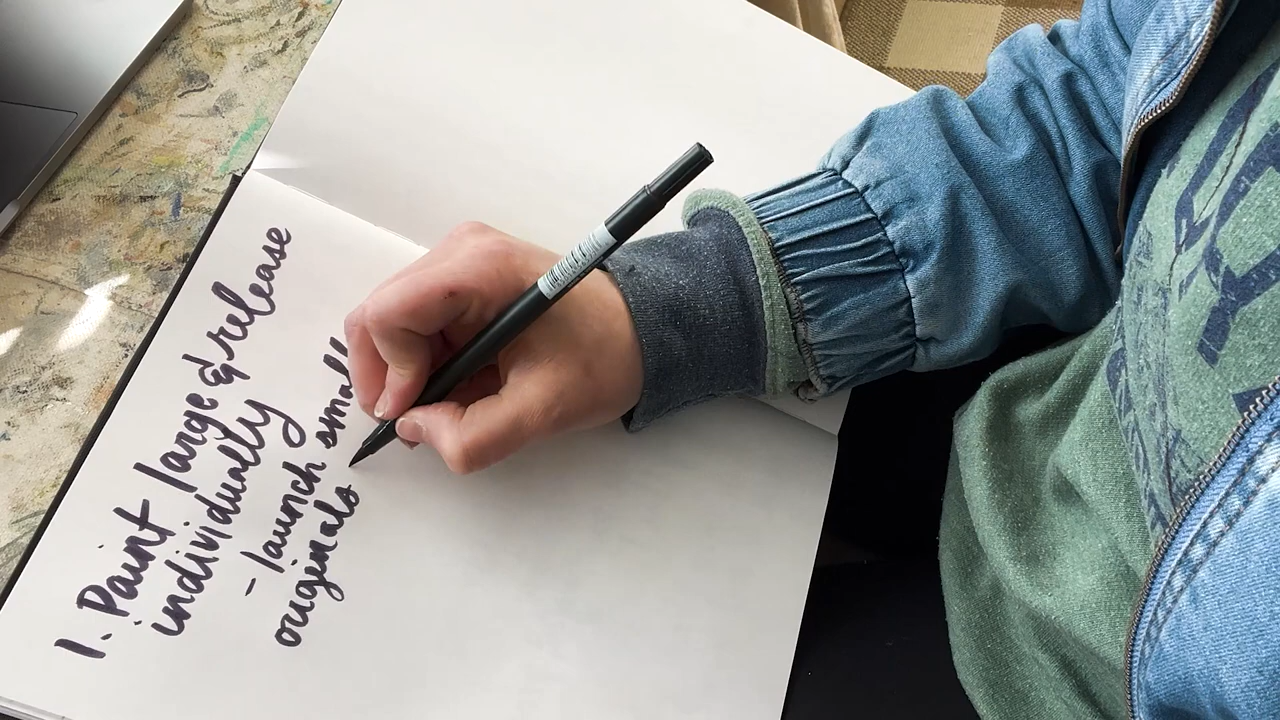 1. Paint large & release
individually
- launch small
originals